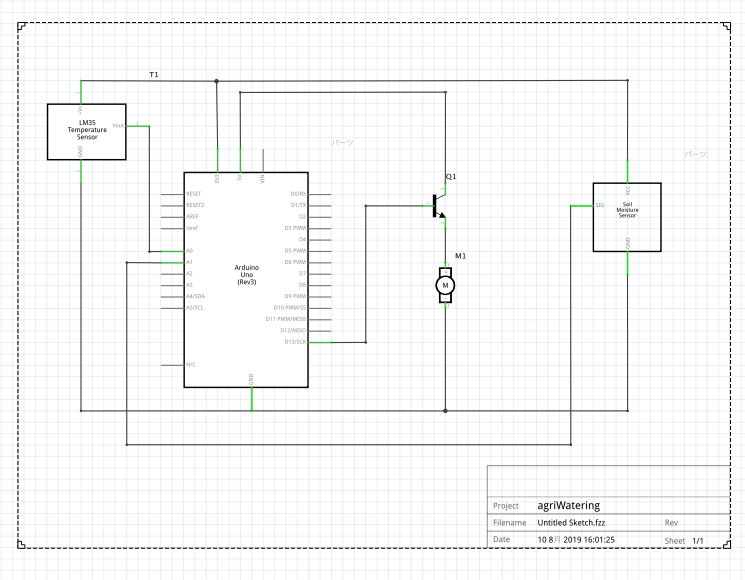 T1
LM35
Temperature
Sensor
+Vs
Vout
GND
パーツ
パーツ
3V3
5V
VIN
Q1
RESET
RESET2
AREF
ioref
A0
A1
A2
A3
A4/SDA
A5/SCL
N/C
D0/RX
D1/TX
D2
D3 PWM
D4
D5 PWM
D6 PWM
D7
D8
D9 PWM
D10 PWM/SS
D11 PWM/MOSI
D12/MISO
D13/SCK
Arduino
Uno
(Rev3)
GND
M1
M
VCC
SIG
Soil
Moisture
Sensor
GND
Project agriWatering
Filename Untitled Sketch.fzz Rev
Date 10 8月 2019 16:01:25 Sheet 1/1